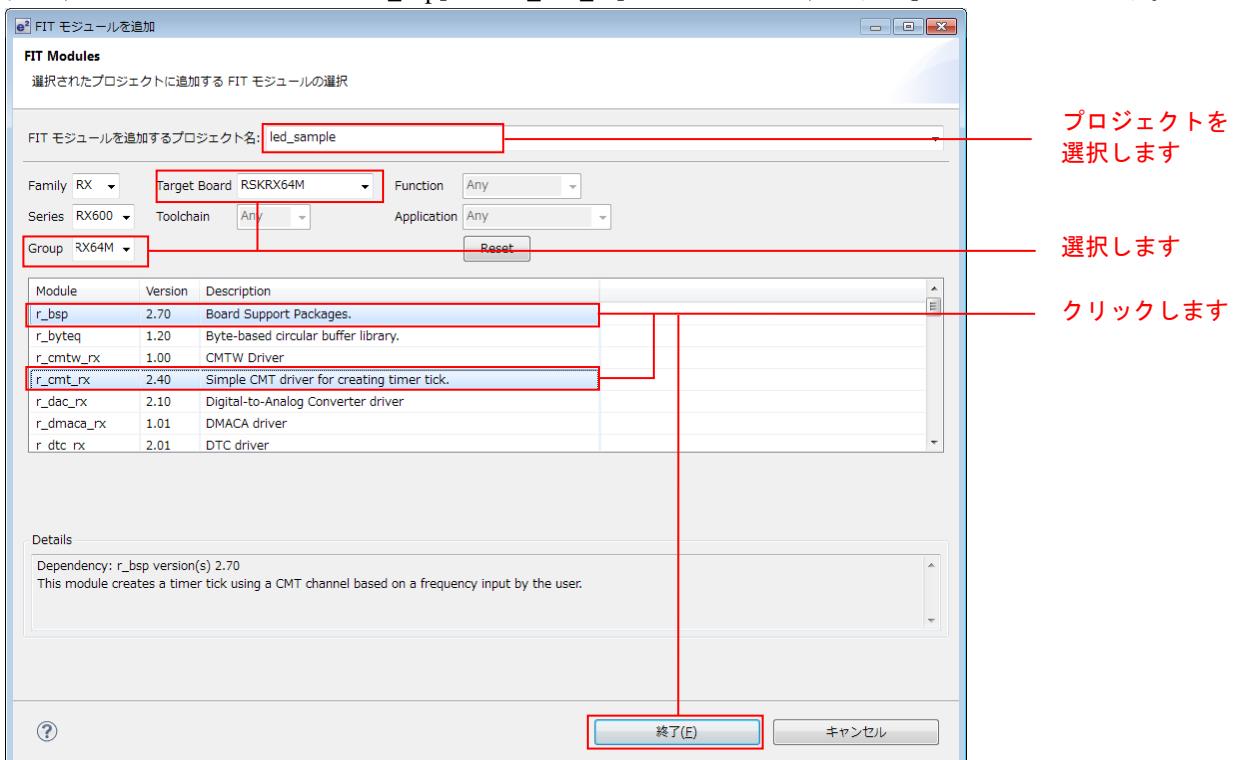 FIT モジュールを追加
FIT Modules
選択されたプロジェクトに追加する FIT モジュールの選択
FIT モジュールを追加するプロジェクト名: led_sample
プロジェクトを
選択します
Family RX Target Board RSKRX64M Function Any
Series RX600 Toolchain Any Application Any
Group RX64M Reset
選択します
Module Version Description
r_bsp 2.70 Board Support Packages.
クリックします
r_byteq 1.20 Byte-based circular buffer library.
r_cmtw_rx 1.00 CMTW Driver
r_cmt_rx 2.40 Simple CMT driver for creating timer tick.
r_dac_rx 2.10 Digital-to-Analog Converter driver
r_dmaca_rx 1.01 DMACA driver
r_dtc_rx 2.01 DTC driver
Details
Dependency: r_bsp version(s) 2.70
This module creates a timer tick using a CMT channel based on a frequency input by the user.
終了(F)
キャンセル